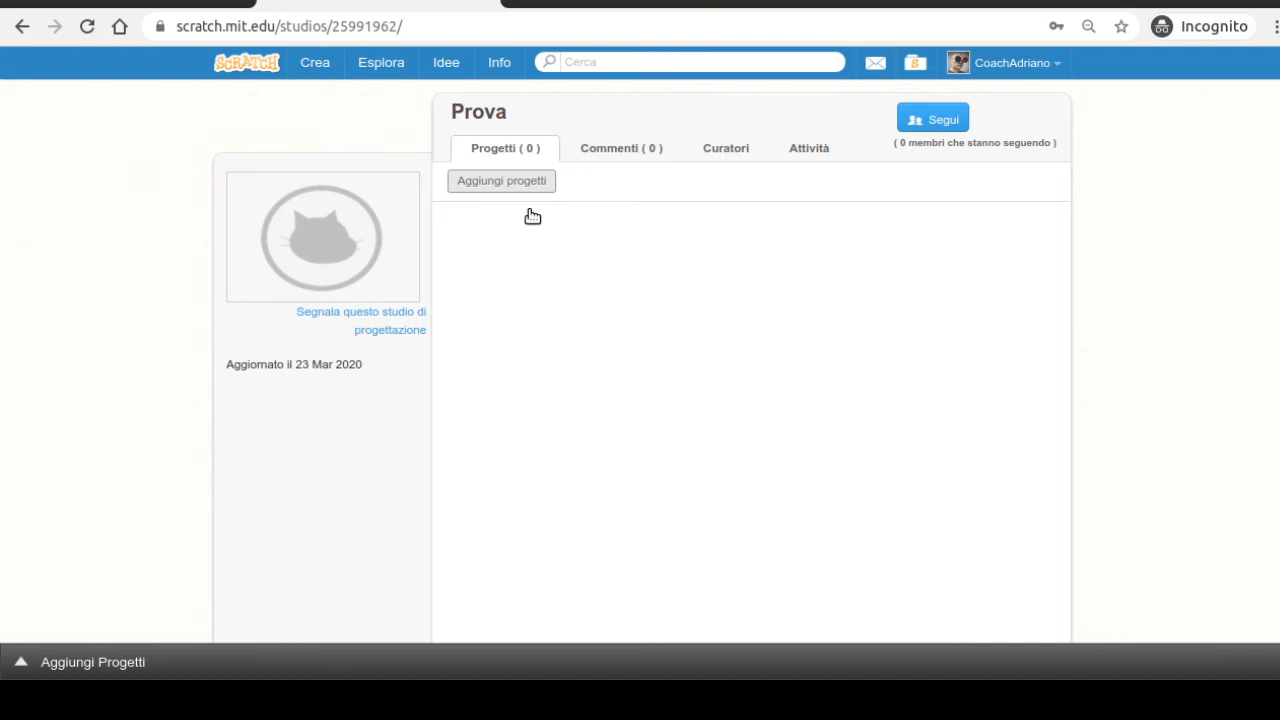 scratch.mit.edu/studios/25991962/
Incognito
SCRATCH Crea Esplora Idee Info Cerca S CoachAdriano
Prova
Segui
( 0 membri che stanno seguendo )
Progetti ( 0 ) Commenti ( 0 ) Curatori Attività
Aggiungi progetti
Segnala questo studio di
progettazione
Aggiornato il 23 Mar 2020
Aggiungi Progetti